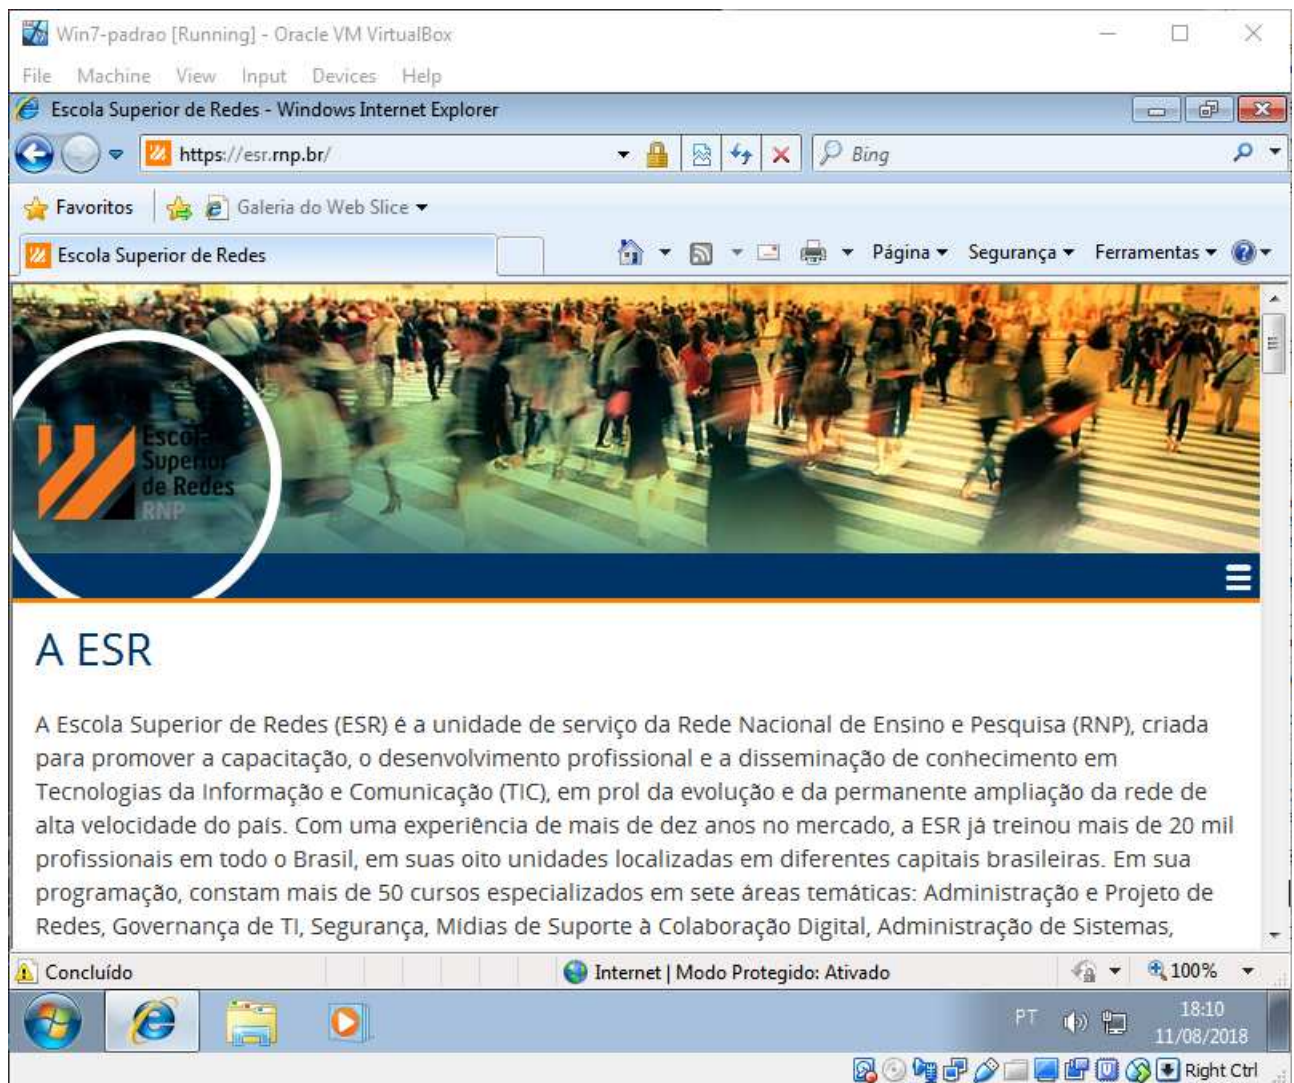 Win7-padrao [Running] - Oracle VM VirtualBox
File Machine View Input Devices Help
Escola Superior de Redes - Windows Internet Explorer
https://esr.rnp.br/
Bing
Favoritos Galeria do Web Slice
Escola Superior de Redes
Página Segurança Ferramentas
Escola
Superior
de Redes
RNP
A ESR
A Escola Superior de Redes (ESR) é a unidade de serviço da Rede Nacional de Ensino e Pesquisa (RNP), criada
para promover a capacitação, o desenvolvimento profissional e a disseminação de conhecimento em
Tecnologias da Informação e Comunicação (TIC), em prol da evolução e da permanente ampliação da rede de
alta velocidade do país. Com uma experiência de mais de dez anos no mercado, a ESR já treinou mais de 20 mil
profissionais em todo o Brasil, em suas oito unidades localizadas em diferentes capitais brasileiras. Em sua
programação, constam mais de 50 cursos especializados em sete áreas temáticas: Administração e Projeto de
Redes, Governança de TI, Segurança, Mídias de Suporte à Colaboração Digital, Administração de Sistemas,
Concluído
Internet | Modo Protegido: Ativado
100%
PT
18:10
11/08/2018
Right Ctrl